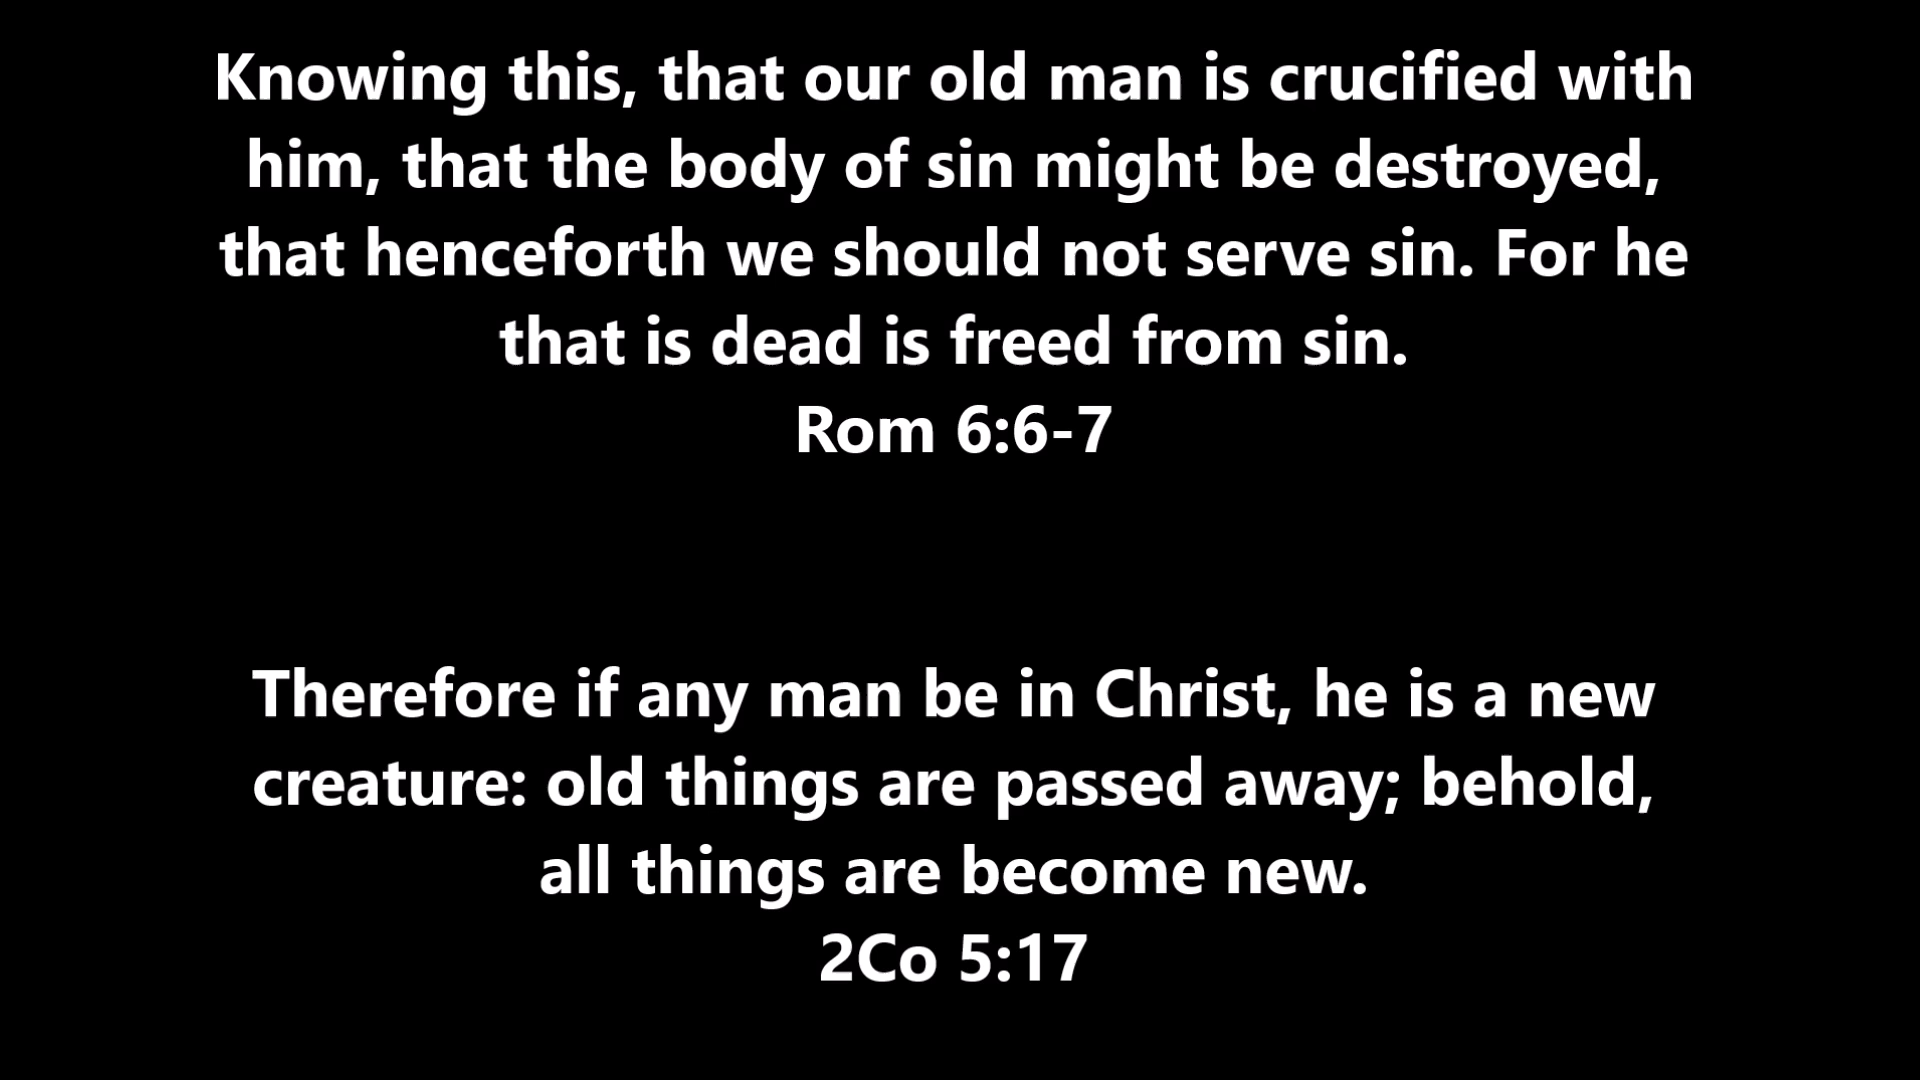 Knowing this, that our old man is crucified with
him, that the body of sin might be destroyed,
that henceforth we should not serve sin. For he
that is dead is freed from sin.
Rom 6:6-7
Therefore if any man be in Christ, he is a new
creature: old things are passed away; behold,
all things are become new.
2Co 5:17